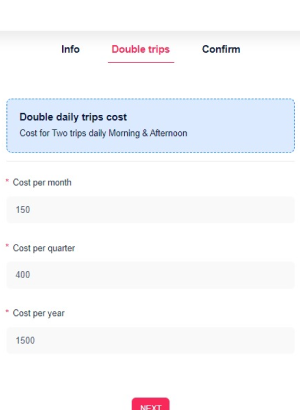 Info Double trips Confirm
Double daily trips cost
Cost for Two trips daily Morning & Afternoon
* Cost per month
150
* Cost per quarter
400
* Cost per year
1500
NEXT